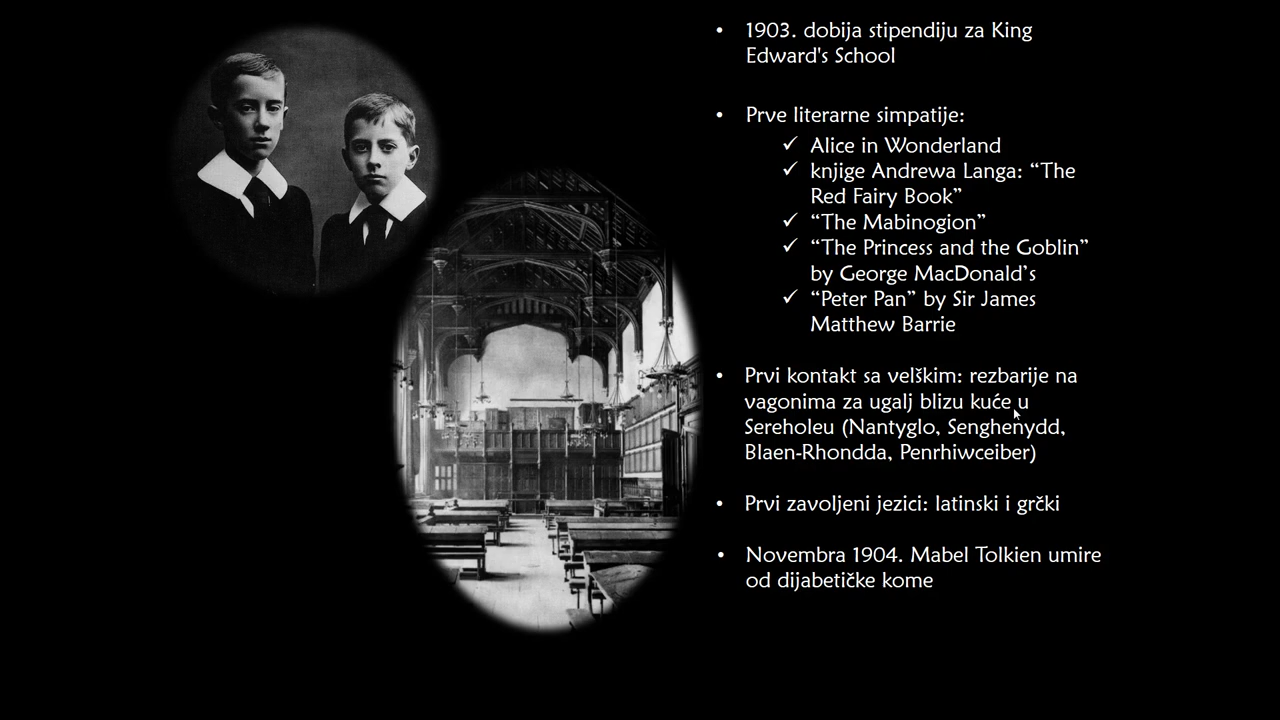 • 1903. dobija stipendiju za King
Edward's School
• Prve literarne simpatije:
✓ Alice in Wonderland
✓ knjige Andrewa Langa: “The
Red Fairy Book”
✓ “The Mabinogion”
✓ “The Princess and the Goblin”
by George MacDonald’s
✓ “Peter Pan” by Sir James
Matthew Barrie
• Prvi kontakt sa velškim: rezbarije na
vagonima za ugalj blizu kuće u
Sereholeu (Nantyglo, Senghenydd,
Blaen-Rhondda, Penrhiwceiber)
• Prvi zavoljeni jezici: latinski i grčki
• Novembra 1904. Mabel Tolkien umire
od dijabetičke kome